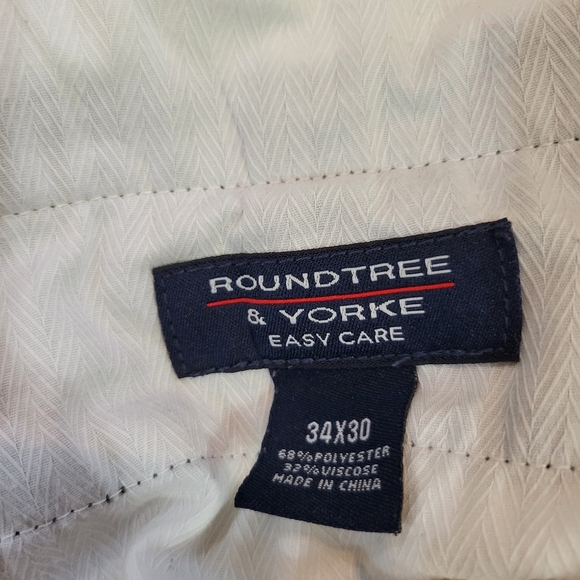 ROUNDTREE
& YORKE
EASY CARE
34X30
68%POLYESTER
32%VISCOSE
MADE IN CHINA